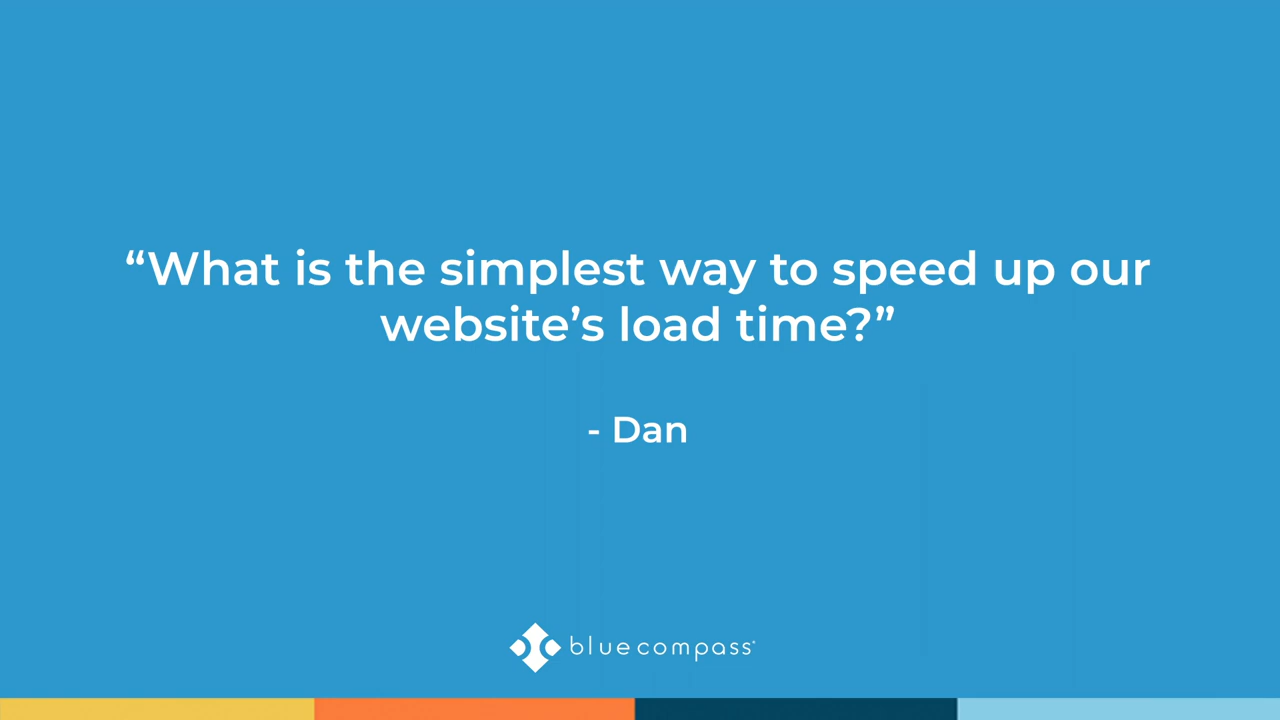 “What is the simplest way to speed up our
website’s load time?”
- Dan
blue compass